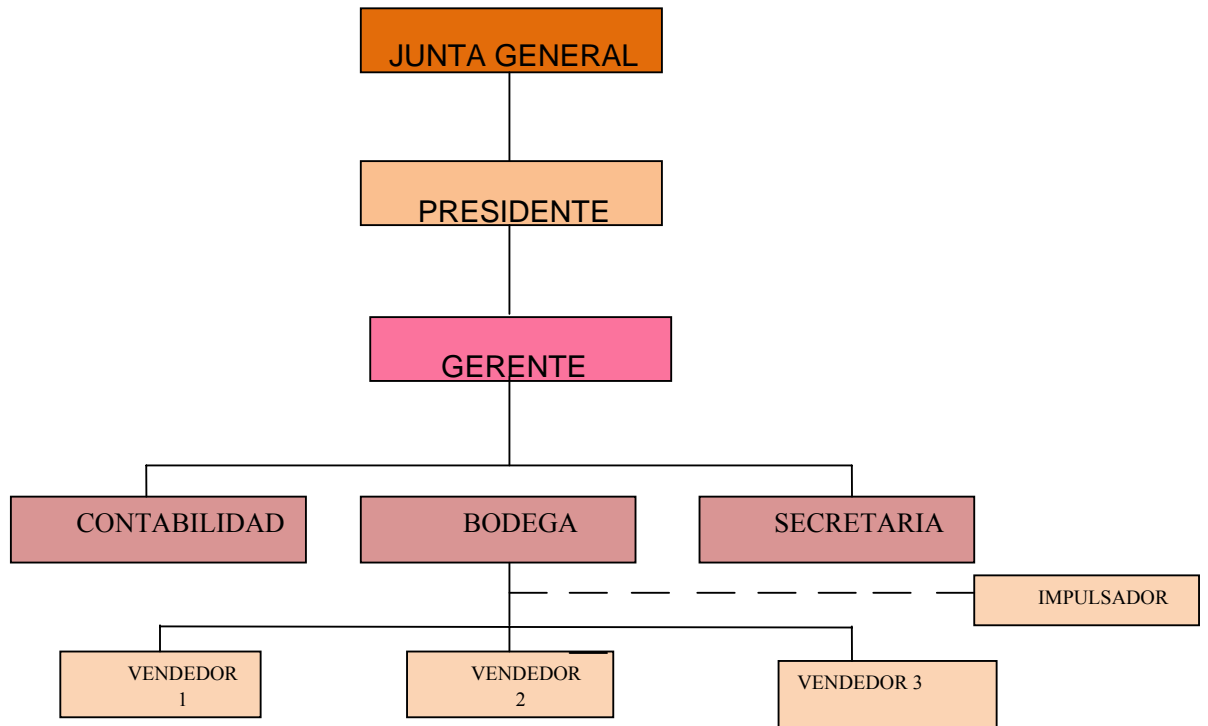 JUNTA GENERAL
PRESIDENTE
GERENTE
CONTABILIDAD
BODEGA
SECRETARIA
IMPULSADOR
VENDEDOR
1
VENDEDOR
2
VENDEDOR 3